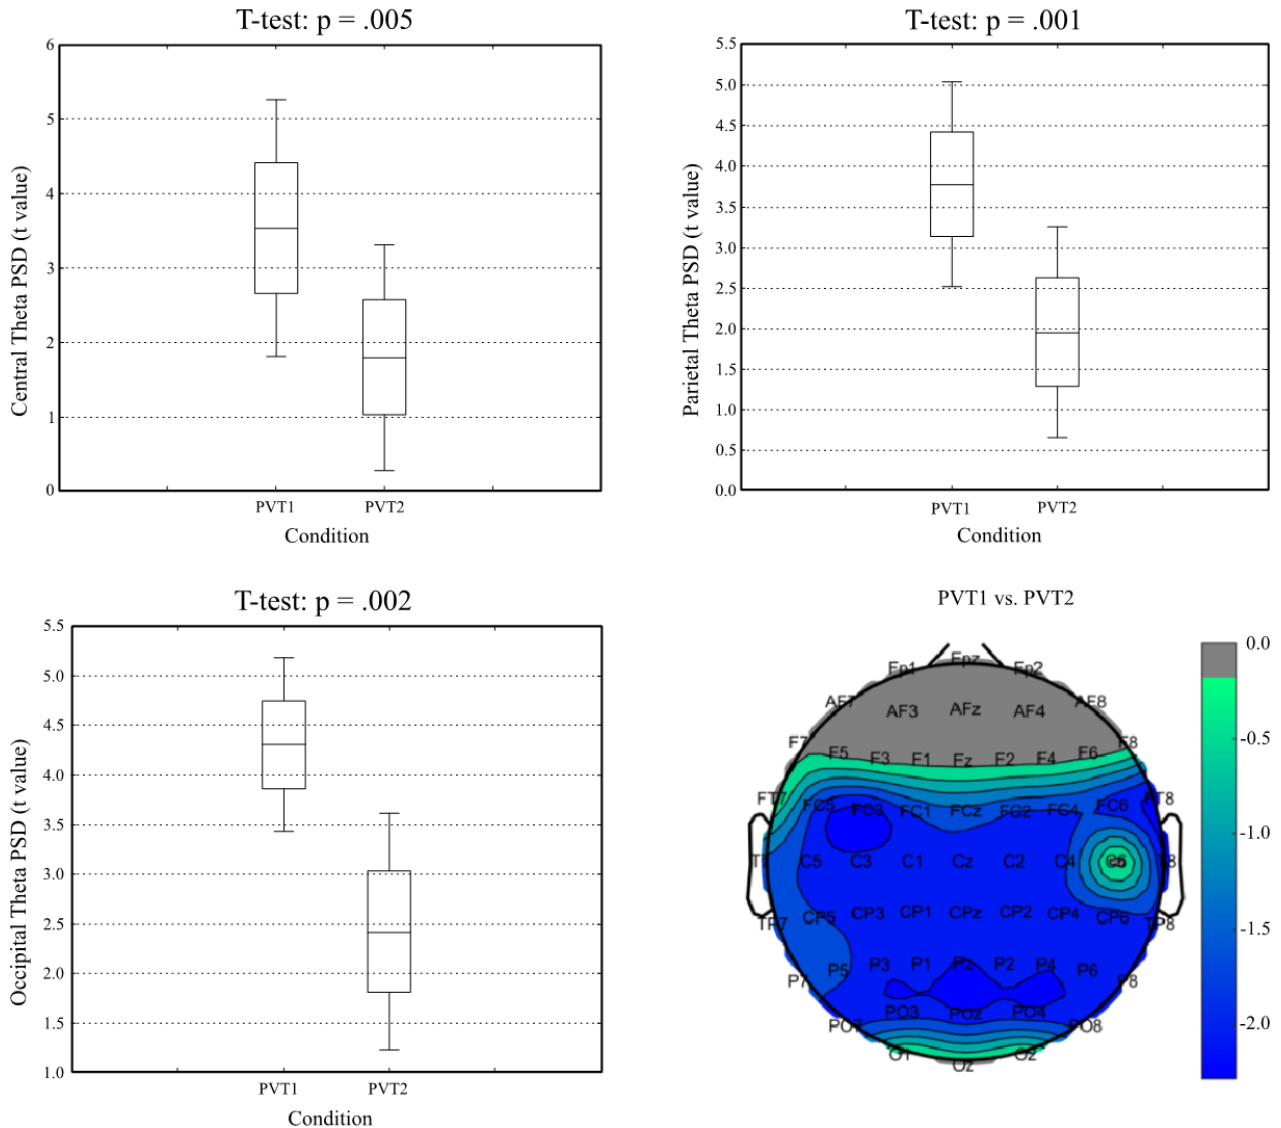 T-test: p = .005
6
5
4
3
2
1
0
Central Theta PSD (t value)
PVT1 PVT2
Condition
T-test: p = .001
5.5
5.0
4.5
4.0
3.5
3.0
2.5
2.0
1.5
1.0
0.5
0.0
Parietal Theta PSD (t value)
PVT1 PVT2
Condition
T-test: p = .002
5.5
5.0
4.5
4.0
3.5
3.0
2.5
2.0
1.5
1.0
Occipital Theta PSD (t value)
PVT1 PVT2
Condition
PVT1 vs. PVT2
Fp1 Fpz Fp2
AF7 AF3 AFz AF4 AF8
F7 F5 F3 F1 Fz F2 F4 F6 F8
FT7 FC5 FC3 FC1 FCz FC2 FC4 FC6 FT8
C5 C3 C1 Cz C2 C4 T8
TP7 CP5 CP3 CP1 CPz CP2 CP4 CP6 TP8
P7 P5 P3 P1 Pz P2 P4 P6 P8
PO7 PO3 POz PO4 PO8
O1 Oz O2
0.0
-0.5
-1.0
-1.5
-2.0